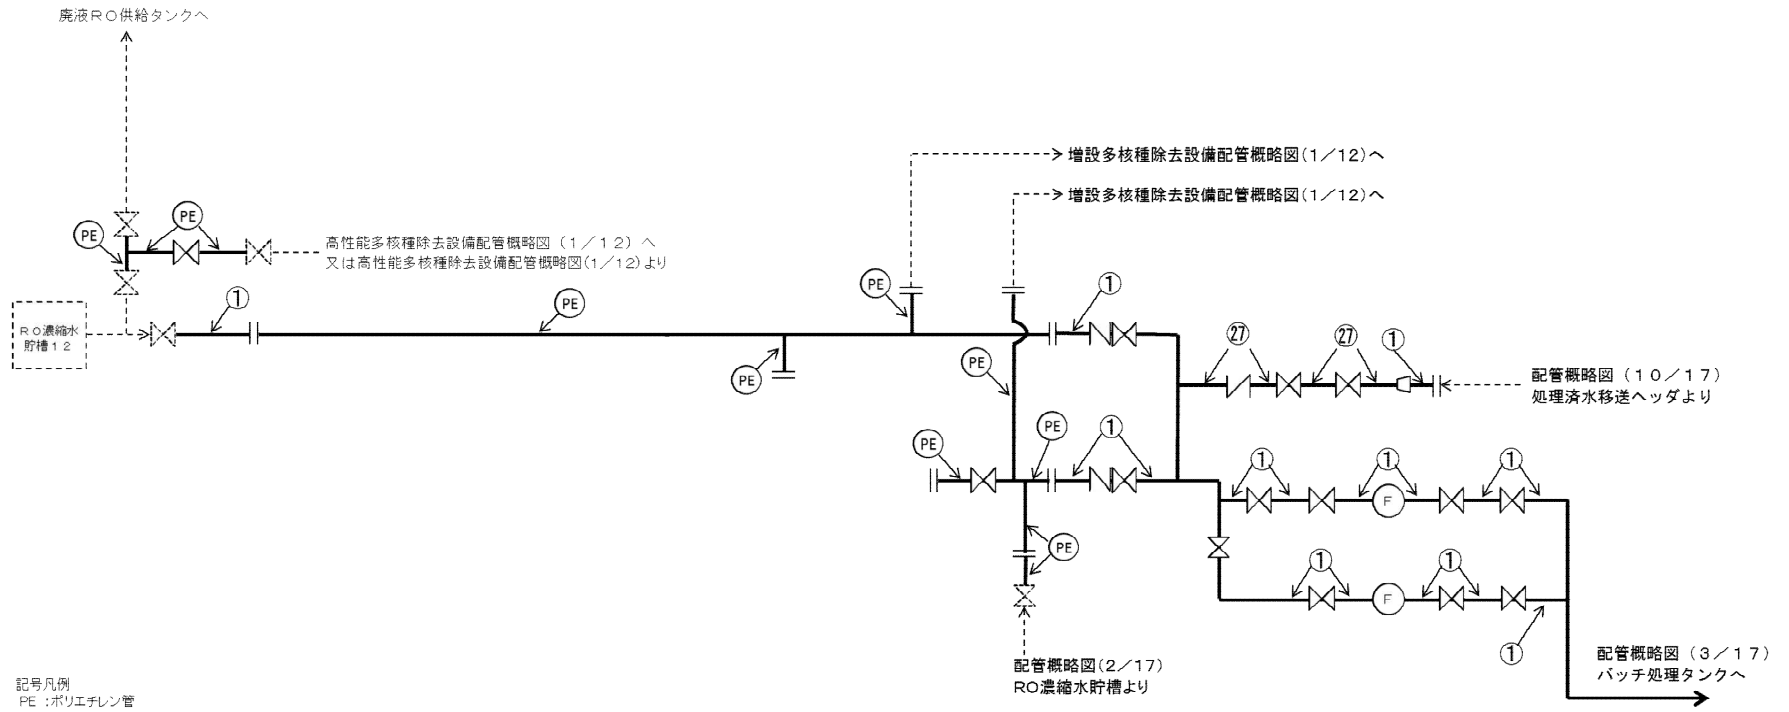 廃液RO供給タンクへ
増設多核種除去設備配管概略図(1/12)へ
増設多核種除去設備配管概略図(1/12)へ
PE
PE
高性能多核種除去設備配管概略図(1/12)へ
又は高性能多核種除去設備配管概略図(1/12)より
RO濃縮水
貯槽12
①
PE
PE
①
PE
PE
㉗
㉗
①
配管概略図(10/17)
処理済水移送ヘッダより
PE
PE
①
①
①
①
F
PE
①
①
F
①
配管概略図(2/17)
RO濃縮水貯槽より
配管概略図(3/17)
バッチ処理タンクへ
記号凡例
PE:ポリエチレン管